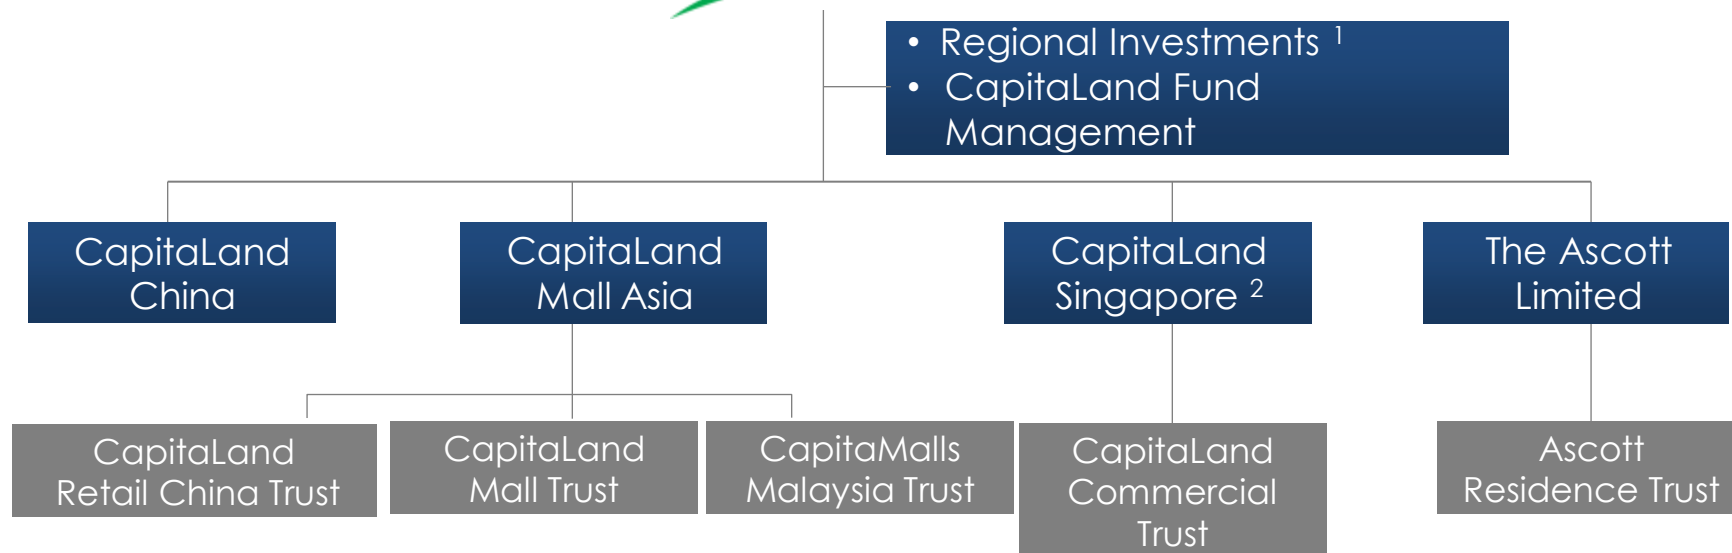 • Regional Investments 1
• CapitaLand Fund
Management
CapitaLand
China
CapitaLand
Mall Asia
CapitaLand
Singapore 2
The Ascott
Limited
CapitaLand
Retail China Trust
CapitaLand
Mall Trust
CapitaMalls
Malaysia Trust
CapitaLand
Commercial
Trust
Ascott
Residence Trust